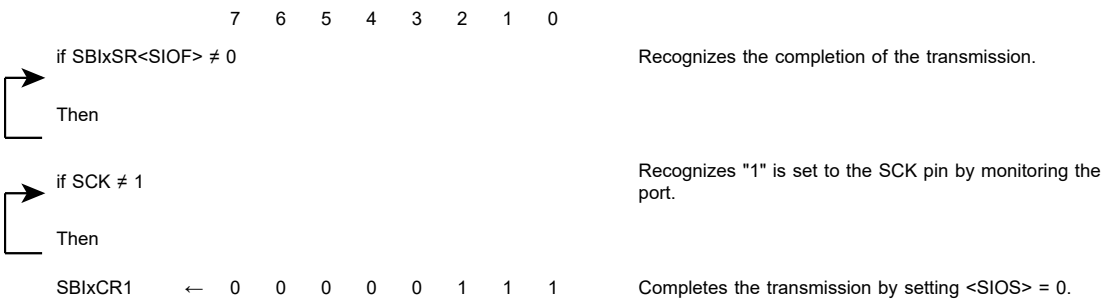 7 6 5 4 3 2 1 0
if SBIxSR<SIOF> ≠ 0 Recognizes the completion of the transmission.
Then
if SCK ≠ 1 Recognizes "1" is set to the SCK pin by monitoring the
port.
Then
SBIxCR1 ← 0 0 0 0 0 1 1 1 Completes the transmission by setting <SIOS> = 0.